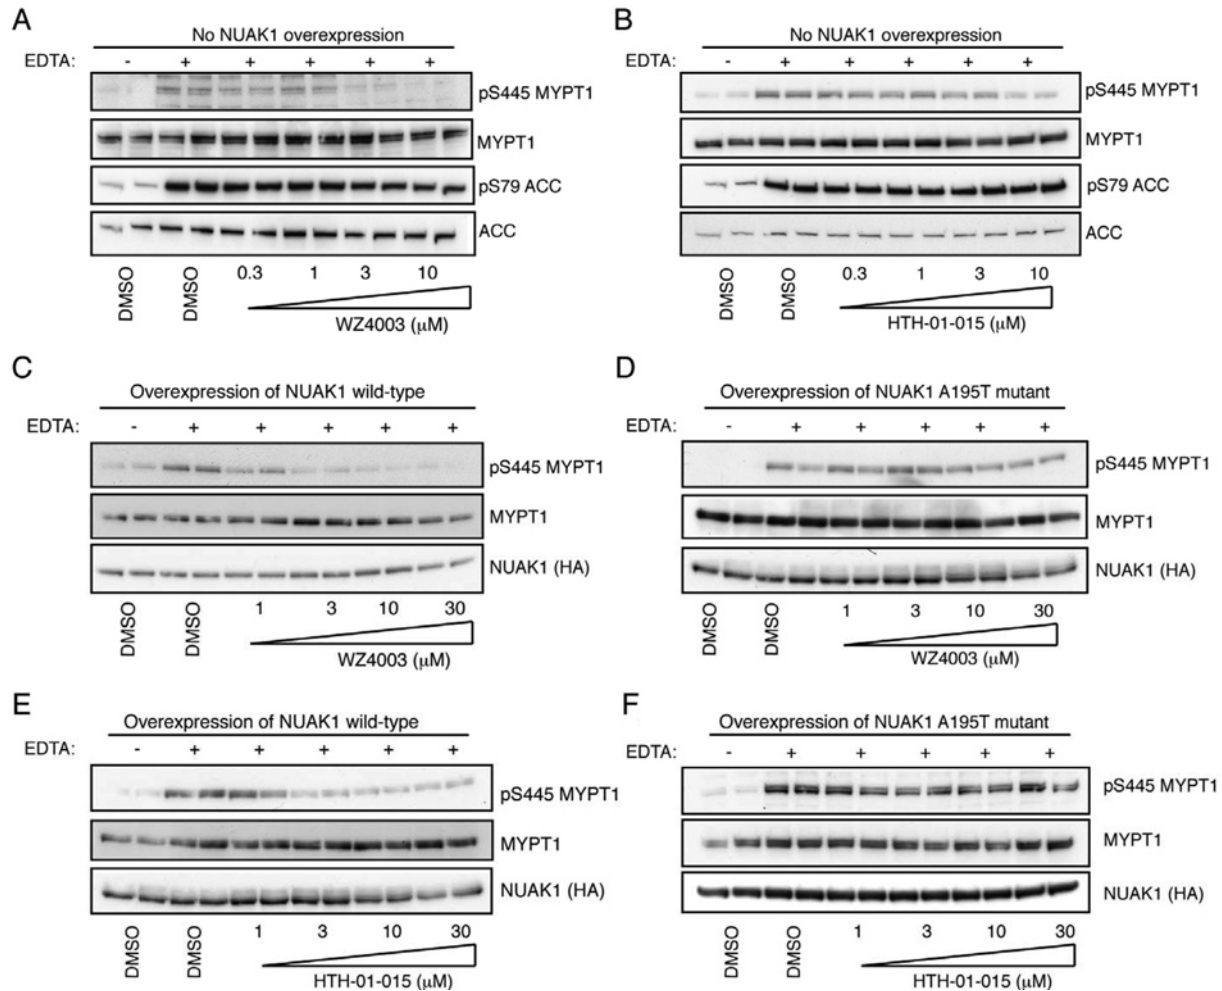 A
No NUAK1 overexpression
EDTA: - + + + + +
pS445 MYPT1
MYPT1
pS79 ACC
ACC
DMSO DMSO 0.3 1 3 10
WZ4003 (µM)
B
No NUAK1 overexpression
EDTA: - + + + + +
pS445 MYPT1
MYPT1
pS79 ACC
ACC
DMSO DMSO 0.3 1 3 10
HTH-01-015 (µM)
C
Overexpression of NUAK1 wild-type
EDTA: - + + + + +
pS445 MYPT1
MYPT1
NUAK1 (HA)
DMSO DMSO 1 3 10 30
WZ4003 (µM)
D
Overexpression of NUAK1 A195T mutant
EDTA: - + + + + +
pS445 MYPT1
MYPT1
NUAK1 (HA)
DMSO DMSO 1 3 10 30
WZ4003 (µM)
E
Overexpression of NUAK1 wild-type
EDTA: - + + + + +
pS445 MYPT1
MYPT1
NUAK1 (HA)
DMSO DMSO 1 3 10 30
HTH-01-015 (µM)
F
Overexpression of NUAK1 A195T mutant
EDTA: - + + + + +
pS445 MYPT1
MYPT1
NUAK1 (HA)
DMSO DMSO 1 3 10 30
HTH-01-015 (µM)